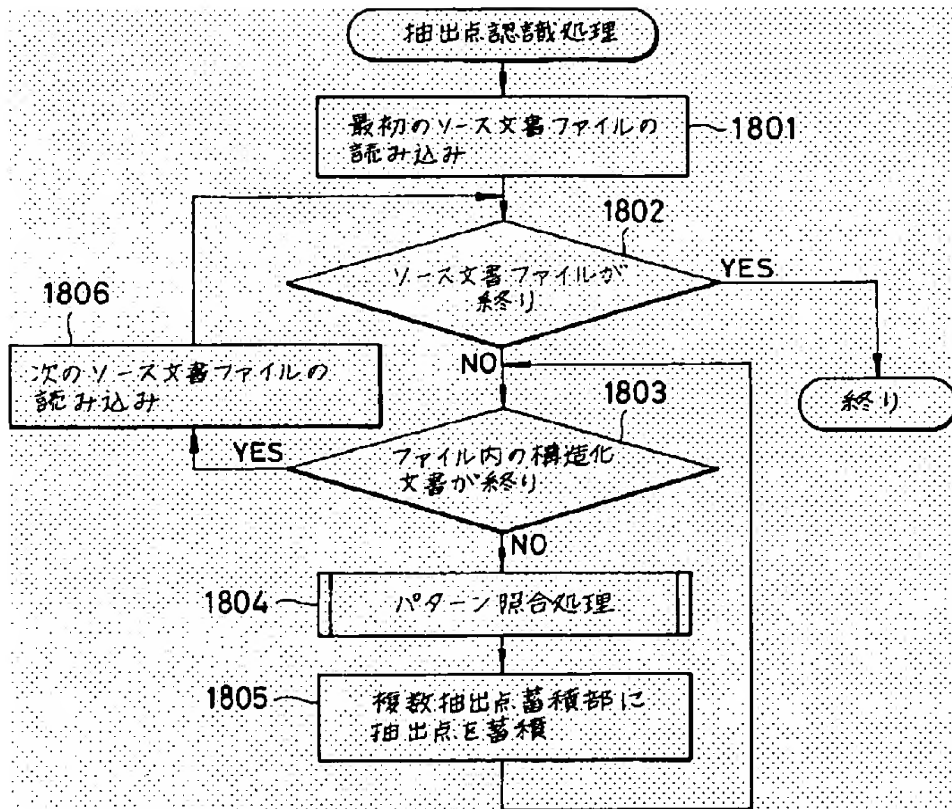 抽出点認識処理
最初のソース文書ファイルの
読み込み
1801
1802
ソース文書ファイルが
終り
YES
NO
1806
次のソース文書ファイルの
読み込み
終り
1803
ファイル内の構造化
文書が終り
YES
NO
1804
パターン照合処理
1805
複数抽出点蓄積部に
抽出点を蓄積